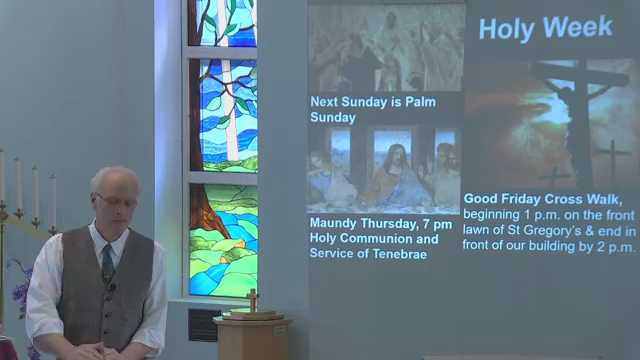 Holy Week
Next Sunday is Palm
Sunday
Maundy Thursday, 7 pm
Holy Communion and
Service of Tenebrae
Good Friday Cross Walk,
beginning 1 p.m. on the front
lawn of St Gregory's & end in
front of our building by 2 p.m.